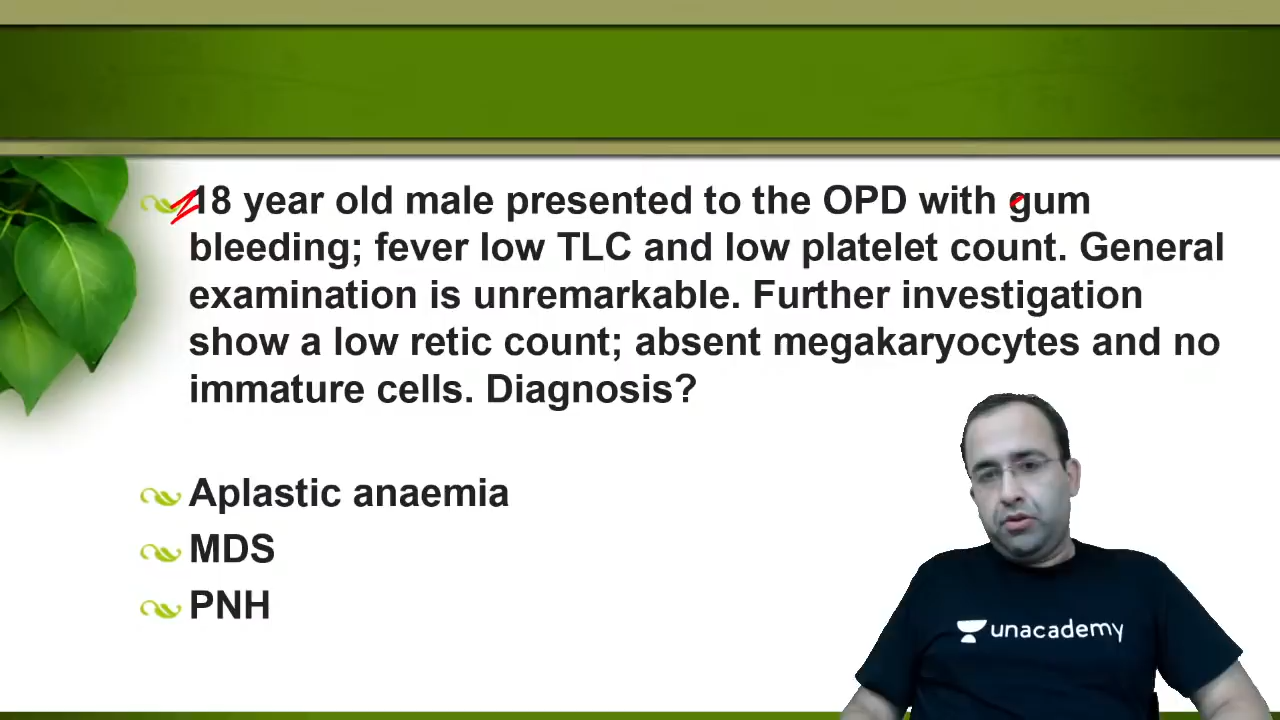 18 year old male presented to the OPD with gum
bleeding; fever low TLC and low platelet count. General
examination is unremarkable. Further investigation
show a low retic count; absent megakaryocytes and no
immature cells. Diagnosis?
Aplastic anaemia
MDS
PNH
unacademy